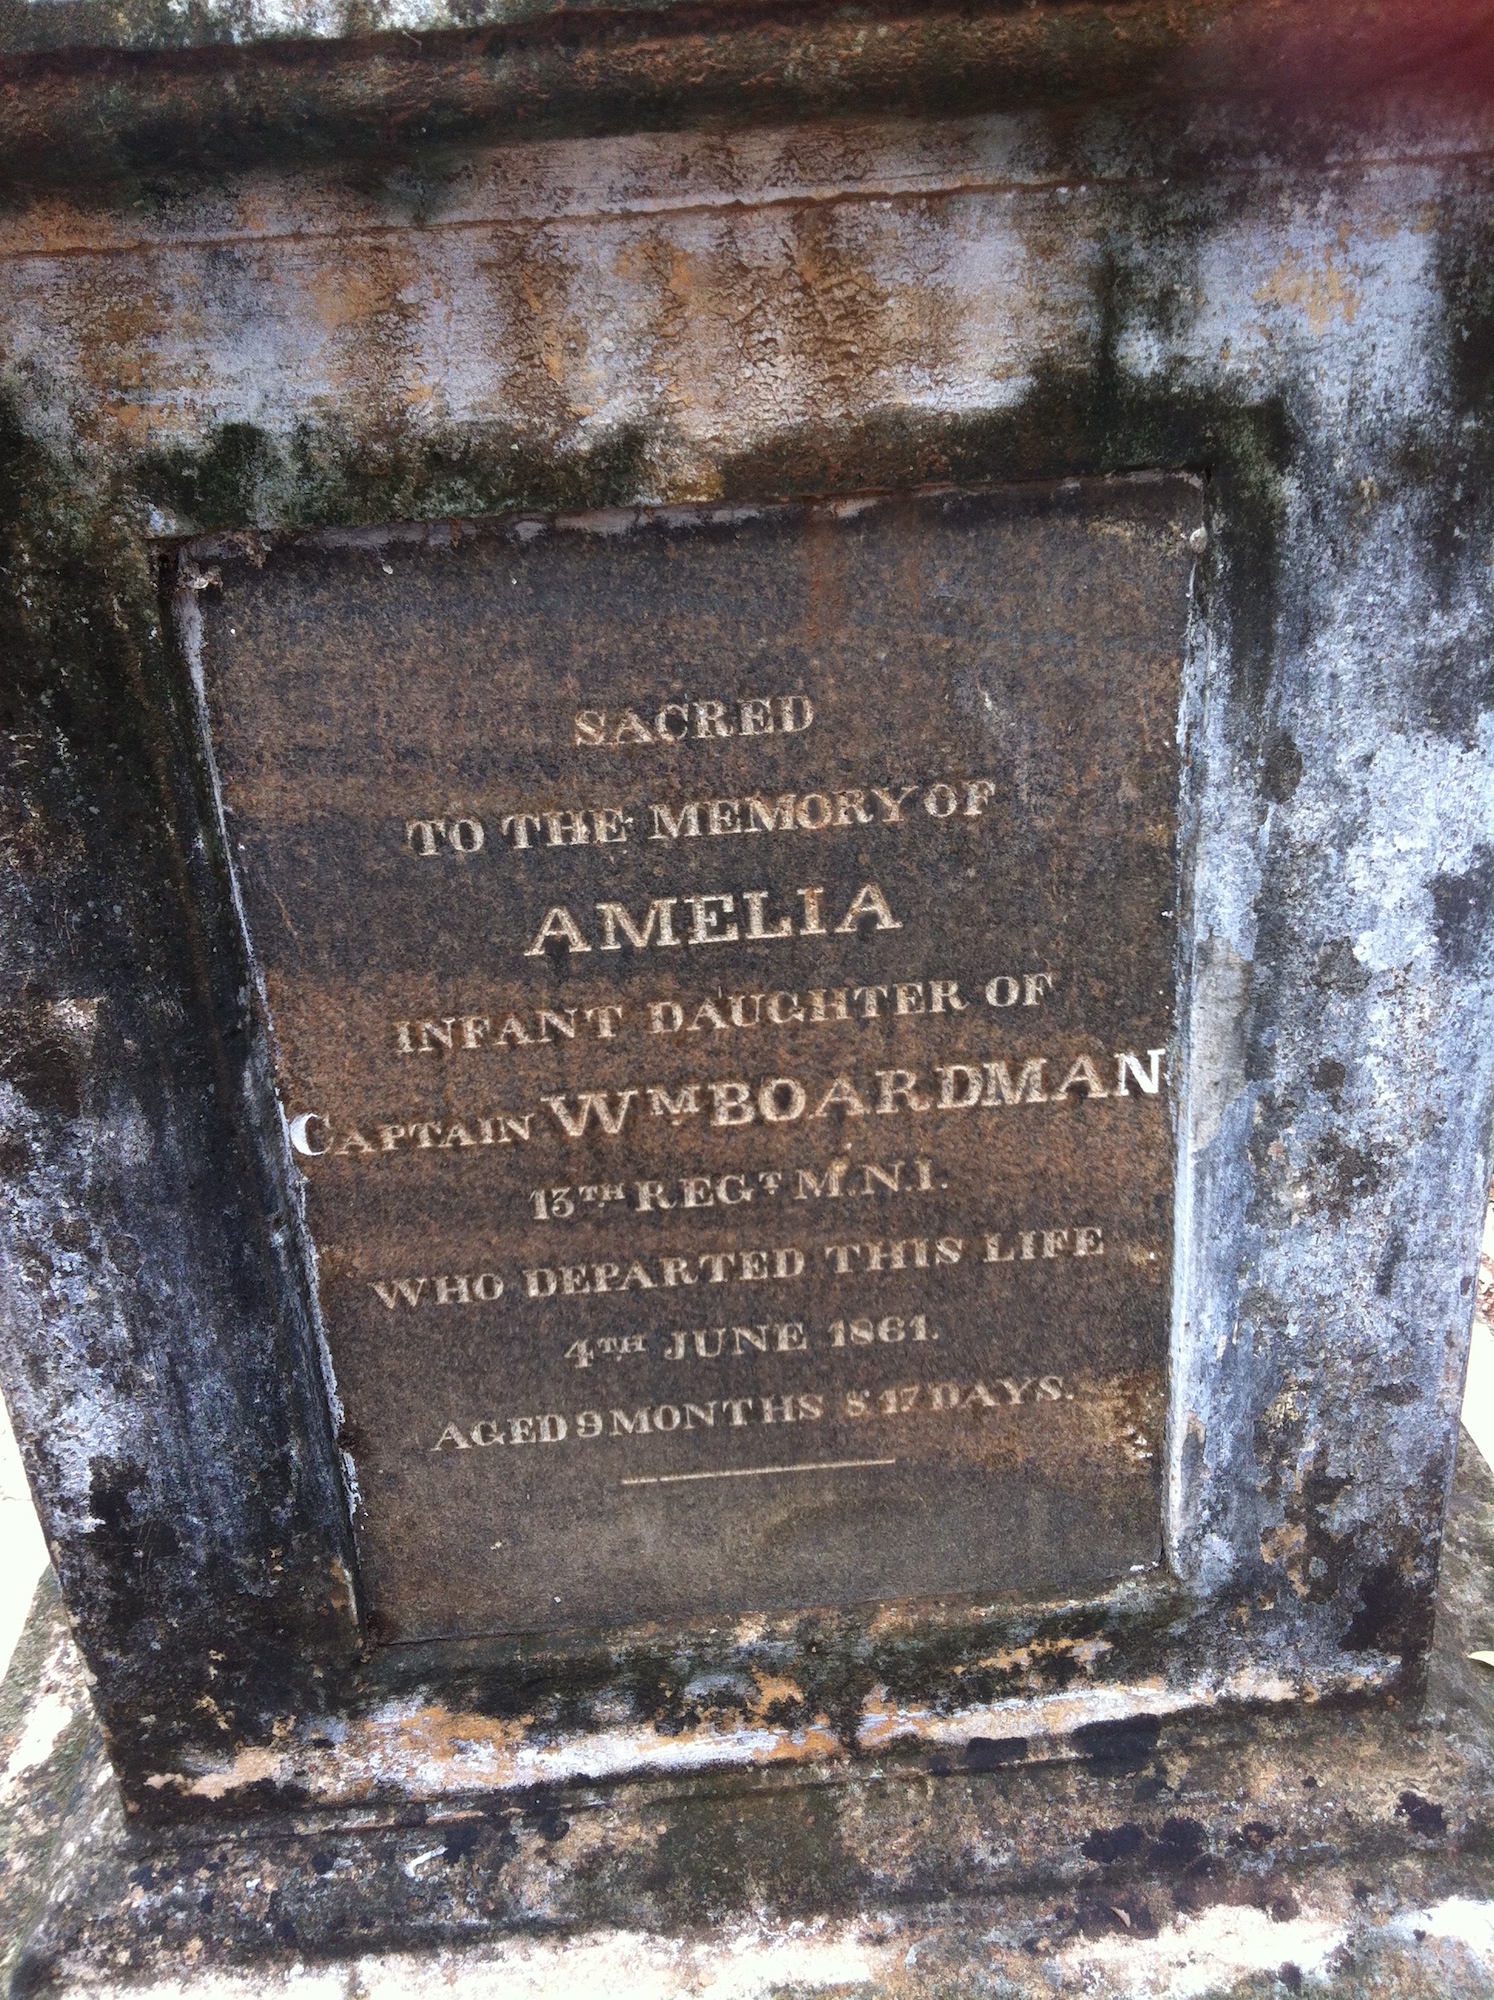 SACRED
TO THE MEMORY OF
AMELIA
INFANT DAUGHTER OF
CAPTAIN WM BOARDMAN
13TH REGT M.N.I.
WHO DEPARTED THIS LIFE
4TH JUNE 1861.
AGED 9 MONTHS & 17 DAYS.